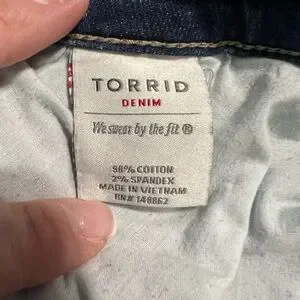 TORRID
DENIM
We swear by the fit ®
98% COTTON
2% SPANDEX
MADE IN VIETNAM
RN# 148862